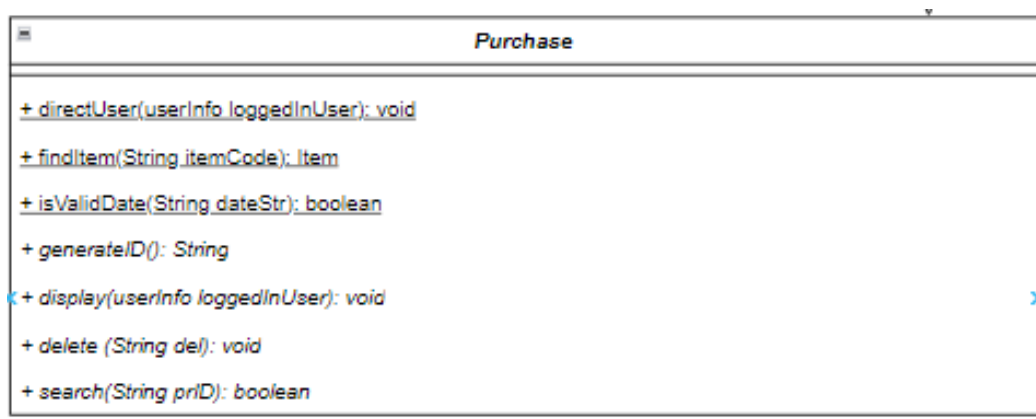 Purchase
+ directUser(userInfo loggedInUser): void
+ findItem(String itemCode): Item
+ isValidDate(String dateStr): boolean
+ generateID(): String
+ display(userInfo loggedInUser): void
+ delete (String del): void
+ search(String prID): boolean